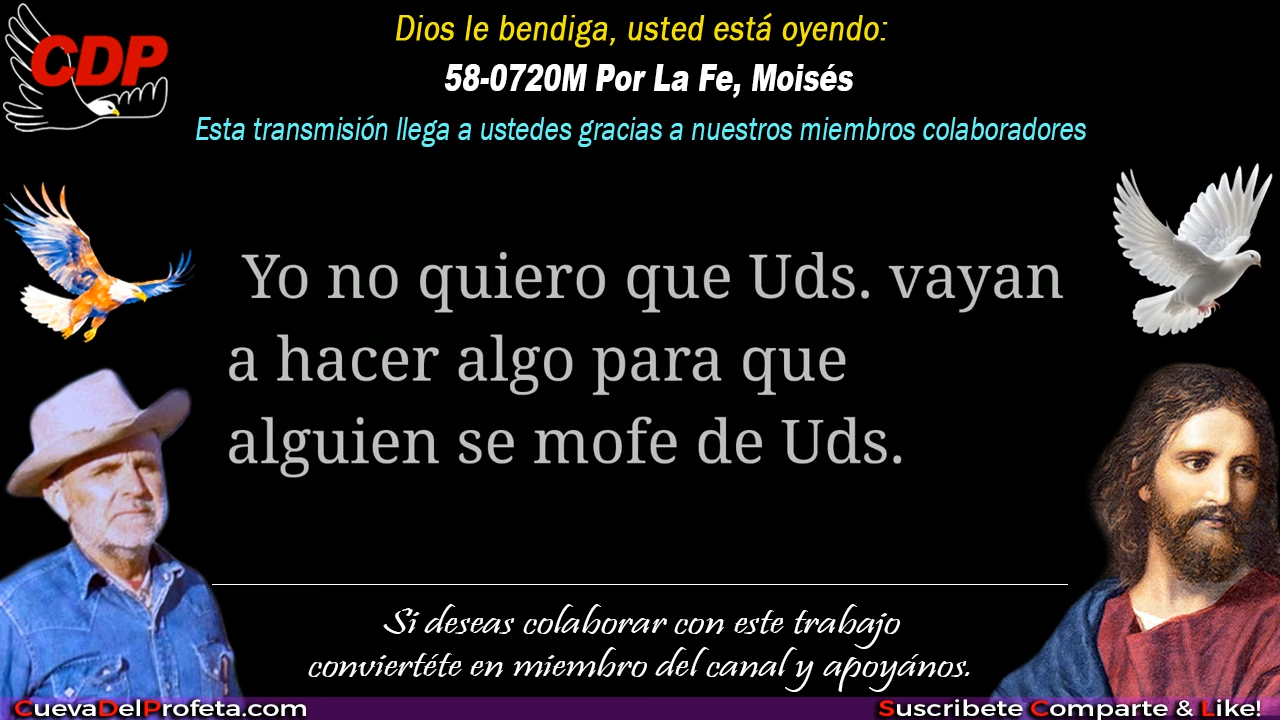 CDP
Dios le bendiga, usted está oyendo:
58-0720M Por La Fe, Moisés
Esta transmisión llega a ustedes gracias a nuestros miembros colaboradores
Yo no quiero que Uds. vayan
a hacer algo para que
alguien se mofe de Uds.
Si deseas colaborar con este trabajo
conviertéte en miembro del canal y apoyános.
CuevaDelProfeta.com
Suscribete Comparte & Like!